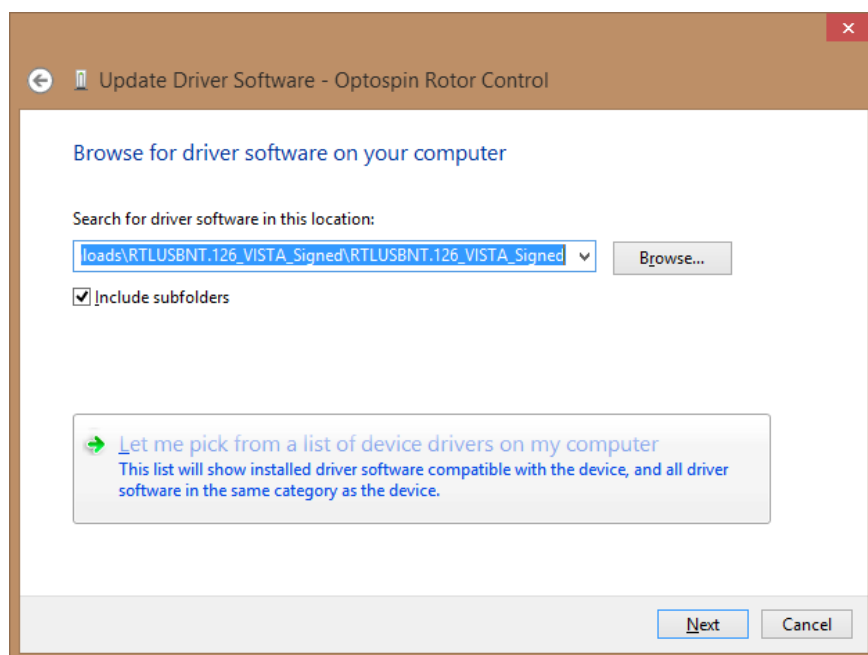 Update Driver Software - Optospin Rotor Control
Browse for driver software on your computer
Search for driver software in this location:
loads\RTLUSBNT.126_VISTA_Signed\RTLUSBNT.126_VISTA_Signed
Browse...
Include subfolders
Let me pick from a list of device drivers on my computer
This list will show installed driver software compatible with the device, and all driver
software in the same category as the device.
Next
Cancel